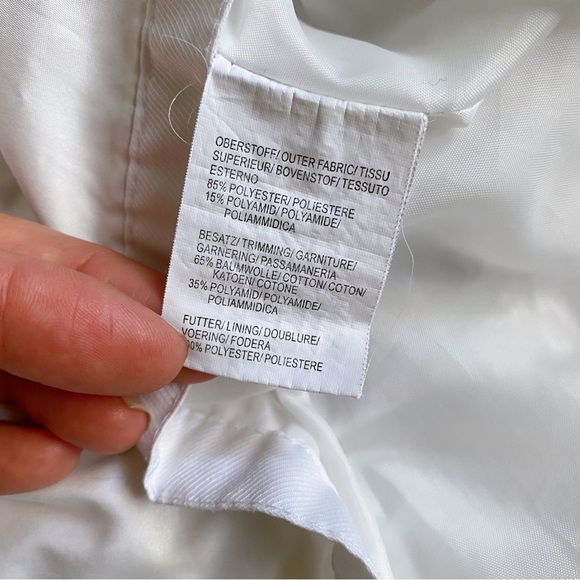 OBERSTOFF/ OUTER FABRIC/ TISSU
SUPERIEUR/ BOVENSTOF/ TESSUTO
ESTERNO
85% POLYESTER/ POLIESTERE
15% POLYAMID/ POLYAMIDE/
POLIAMMIDICA
BESATZ/ TRIMMING/ GARNITURE/
GARNERING/ PASSAMANERIA
65% BAUMWOLLE/ COTTON/ COTON/
KATOEN/ COTONE
35% POLYAMID/ POLYAMIDE/
POLIAMMIDICA
FUTTER/ LINING/ DOUBLURE/
VOERING/ FODERA
POLYESTER/ POLIESTERE